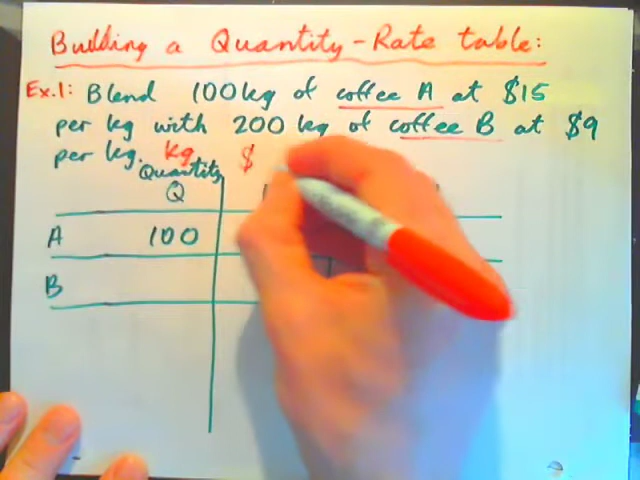 Building a Quantity-Rate table:
Ex.1: Blend 100kg of coffee A at $15
per kg with 200 kg of coffee B at $9
per kg. kg $
Quantity
Q
A 100
B